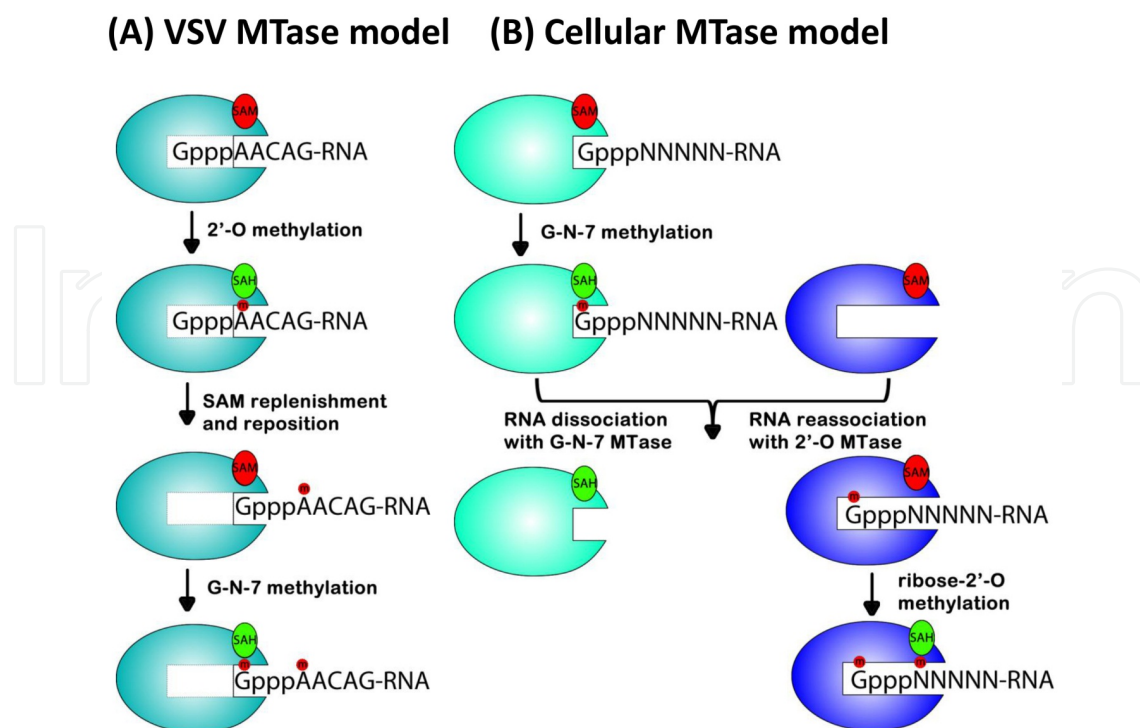 (A) VSV MTase model (B) Cellular MTase model
SAM
GpppAACAG-RNA
2'-O methylation
SAH
m
GpppAACAG-RNA
SAM replenishment
and reposition
SAM
m
GpppAACAG-RNA
G-N-7 methylation
SAH
m m
GpppAACAG-RNA
SAM
GpppNNNNN-RNA
G-N-7 methylation
SAH
m
GpppNNNNN-RNA
SAM
RNA dissociation
with G-N-7 MTase
RNA reassociation
with 2'-O MTase
SAH
SAM
m
GpppNNNNN-RNA
ribose-2'-O
methylation
SAH
m m
GpppNNNNN-RNA